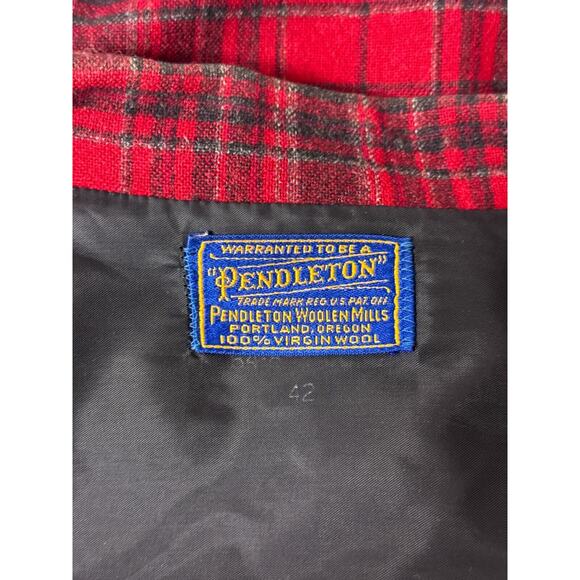 WARRANTED TO BE A
"PENDLETON"
TRADE MARK REG. U.S. PAT. OFF.
PENDLETON WOOLEN MILLS
PORTLAND, OREGON
100% VIRGIN WOOL
42